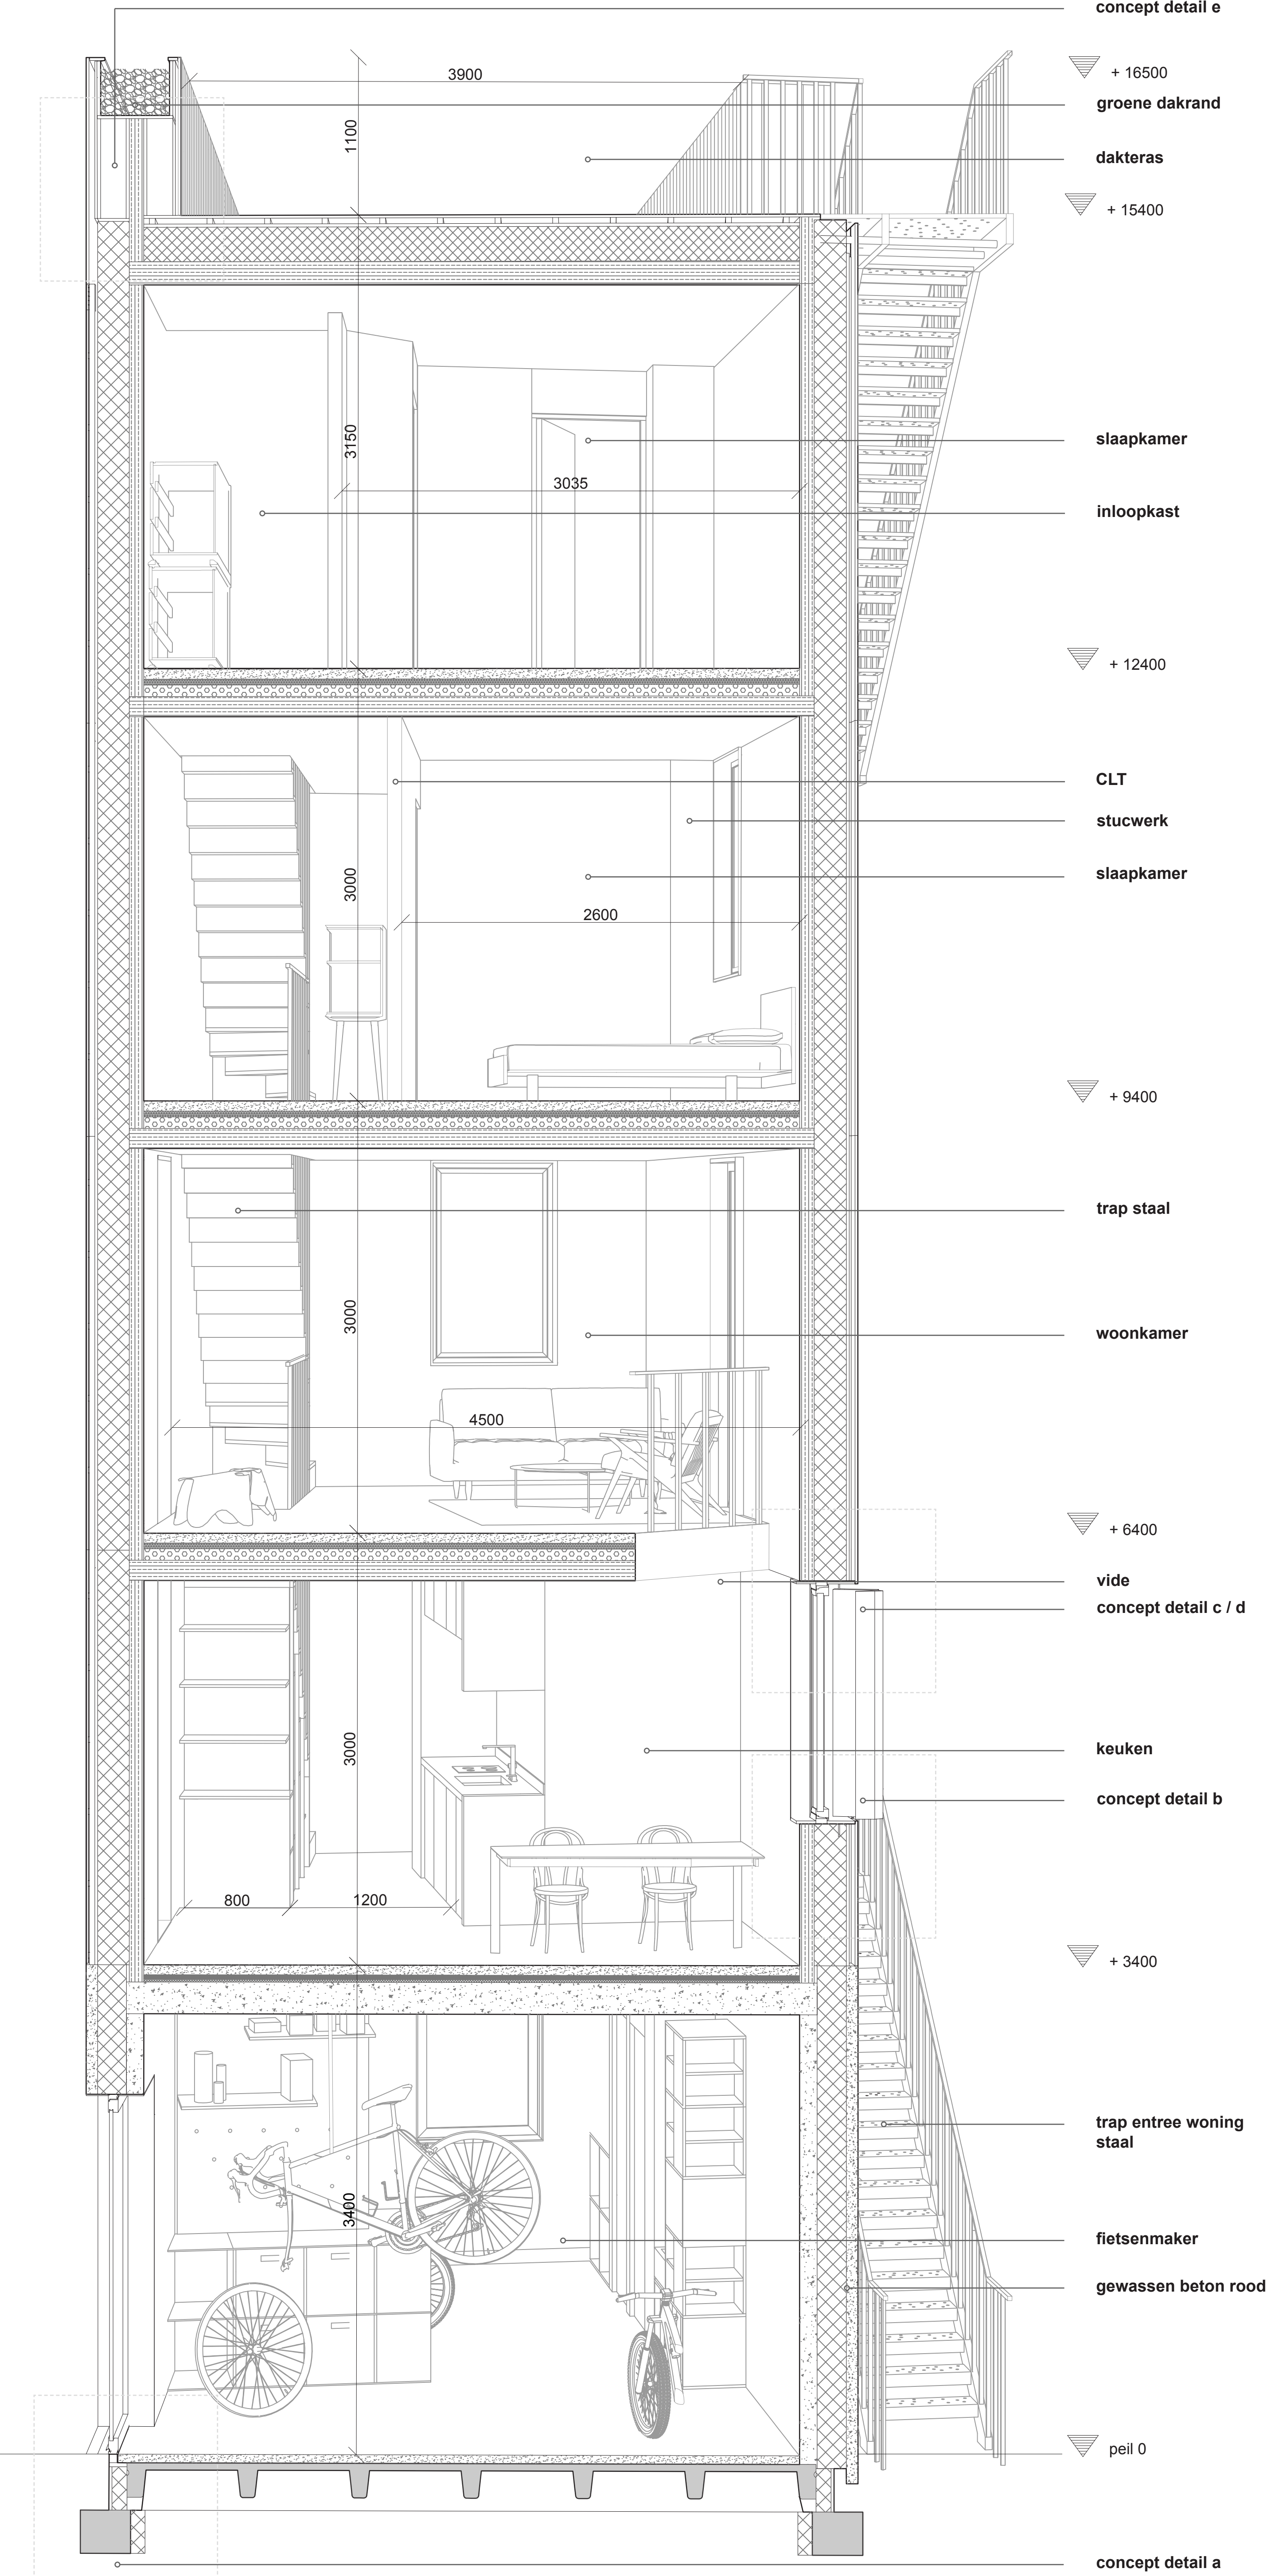 concept detail e
+ 16500
3900
groene dakrand
1100
dakteras
+ 15400
slaapkamer
3150
3035
inloopkast
+ 12400
CLT
stucwerk
slaapkamer
3000
2600
+ 9400
trap staal
3000
woonkamer
4500
+ 6400
vide
concept detail c / d
3000
keuken
concept detail b
800
1200
+ 3400
trap entree woning
staal
3400
fietsenmaker
gewassen beton rood
peil 0
concept detail a